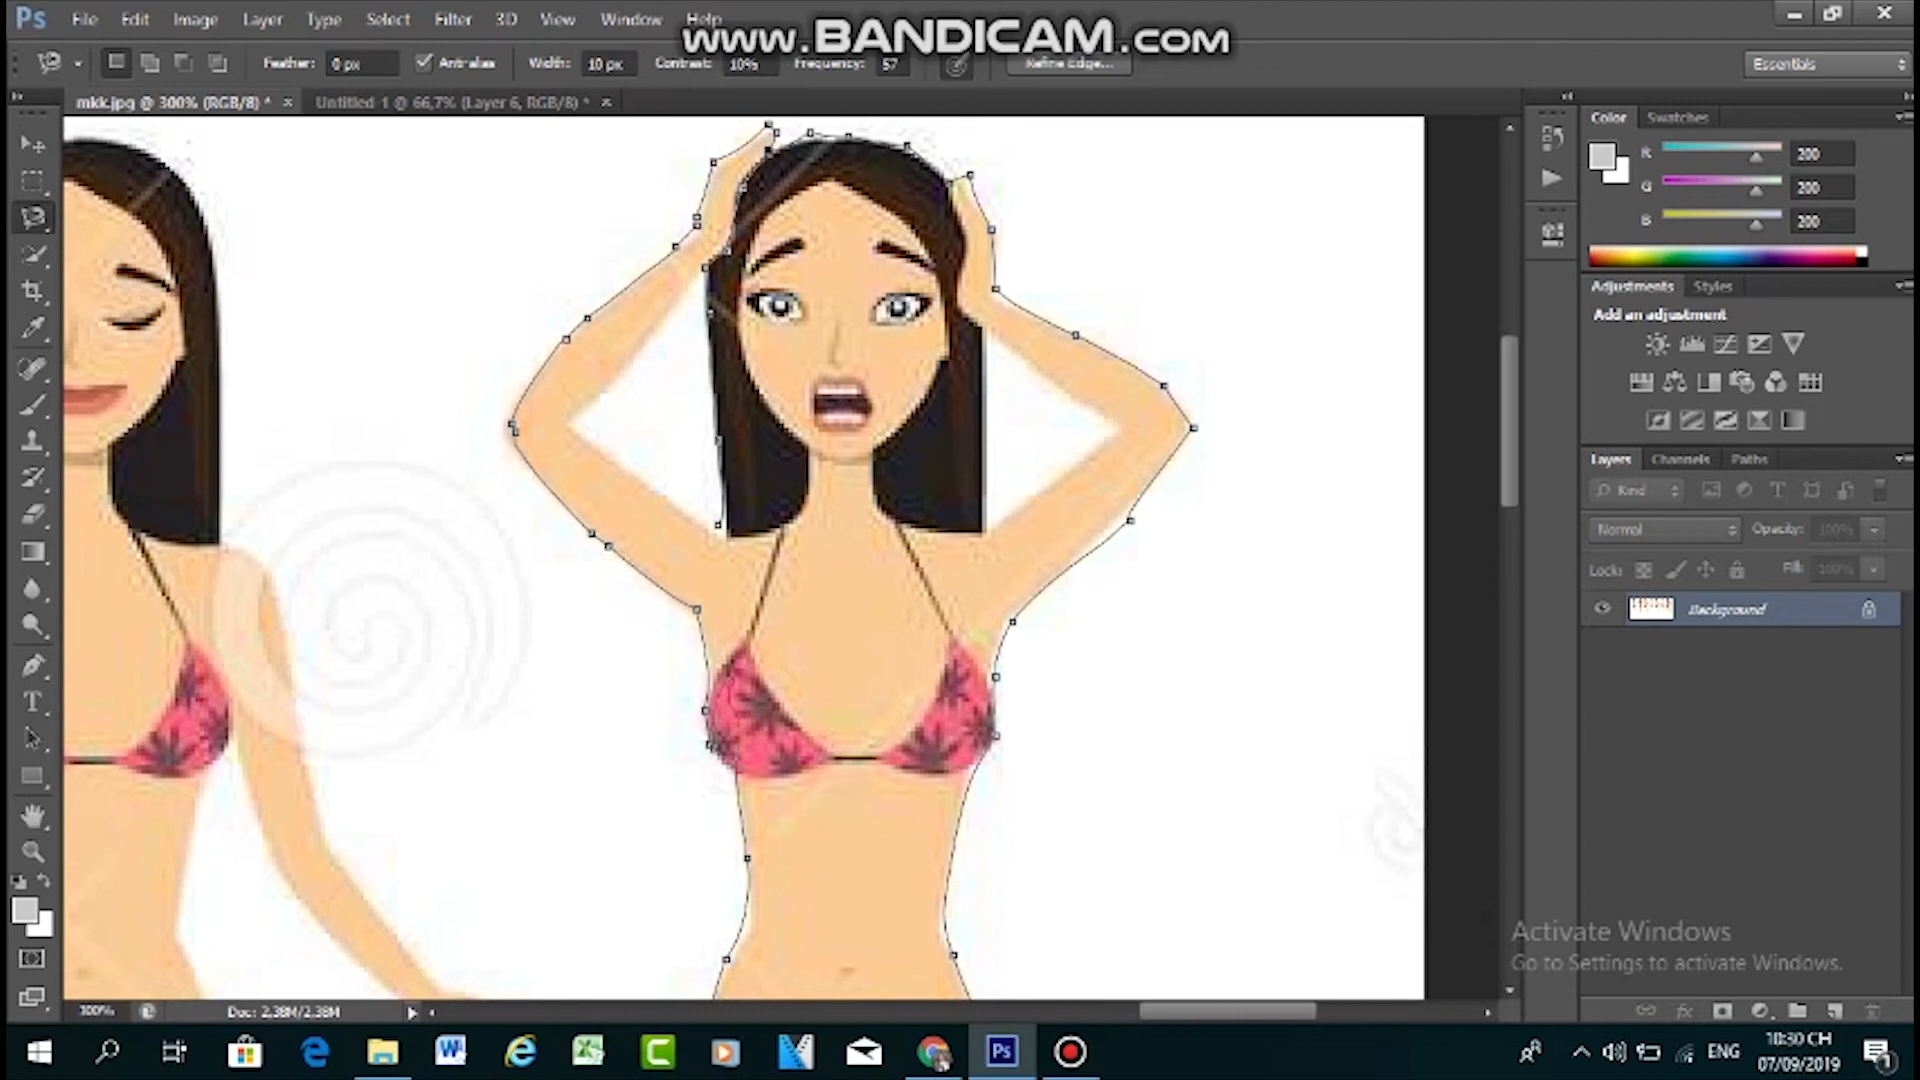 Ps File Edit Image Layer Type Select Filter 3D View Window Help
www.BANDICAM.com
Feather: 0 px Anti-alias Width: 10 px Contrast: 10% Frequency: 57 Refine Edge... Essentials
mkk.jpg @ 300% (RGB/8) * × Untitled-1 @ 66,7% (Layer 6, RGB/8) * ×
Color Swatches
R 200
G 200
B 200
Adjustments Styles
Add an adjustment
Layers Channels Paths
Kind
Normal Opacity: 100%
Lock: Fill: 100%
Background
Activate Windows
Go to Settings to activate Windows.
300% Doc: 2,38M/2,38M
ENG 10:30 CH
07/09/2019